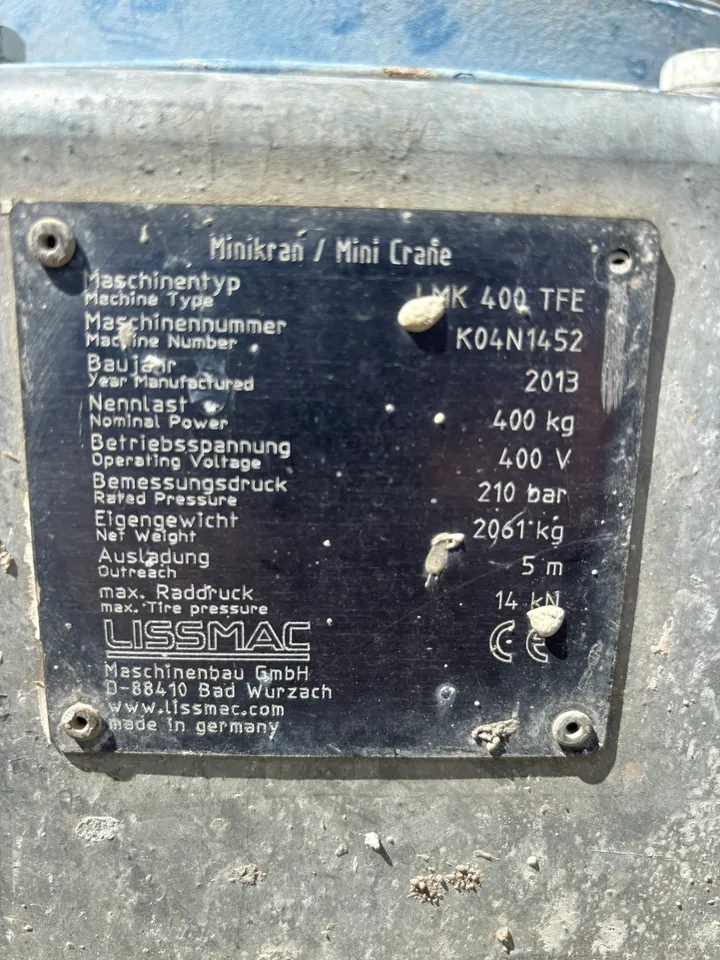 Minikran / Mini Crane
Maschinentyp LMK 400 TFE
Machine Type
Maschinennummer K04N1452
Machine Number
Baujahr 2013
Year Manufactured
Nennlast 400 kg
Nominal Power
Betriebsspannung 400 V
Operating Voltage
Bemessungsdruck 210 bar
Rated Pressure
Eigengewicht 2061 kg
Net Weight
Ausladung 5 m
Outreach
max. Raddruck 14 kN
max. Tire pressure
LISSMAC CE
Maschinenbau GmbH
D-88410 Bad Wurzach
www.lissmac.com
made in germany